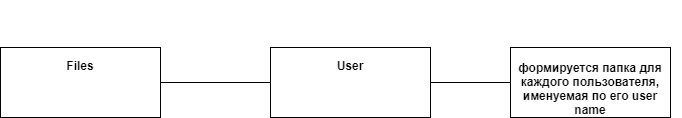 Files
User
формируется папка для
каждого пользователя,
именуемая по его user
name